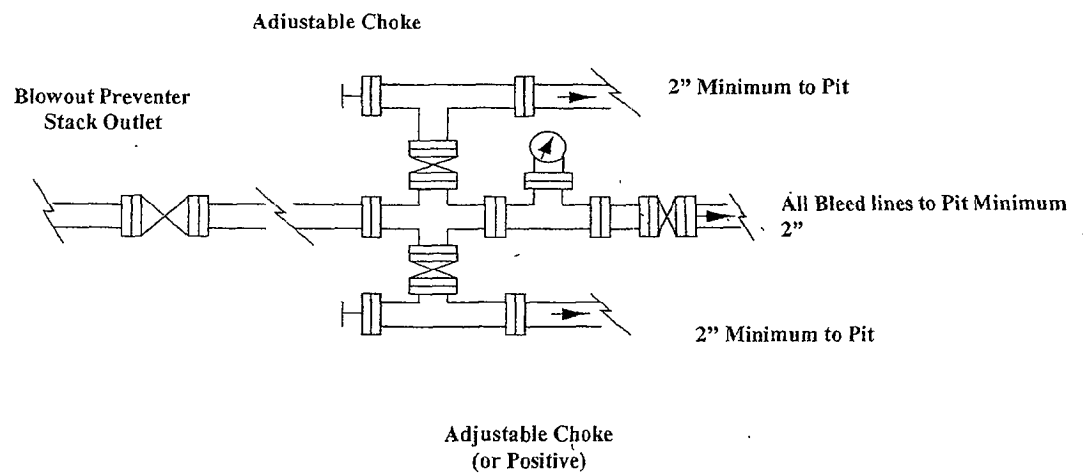 Adiustable Choke
Blowout Preventer
Stack Outlet
2” Minimum to Pit
All Bleed lines to Pit Minimum
2”
2” Minimum to Pit
Adjustable Choke
(or Positive)